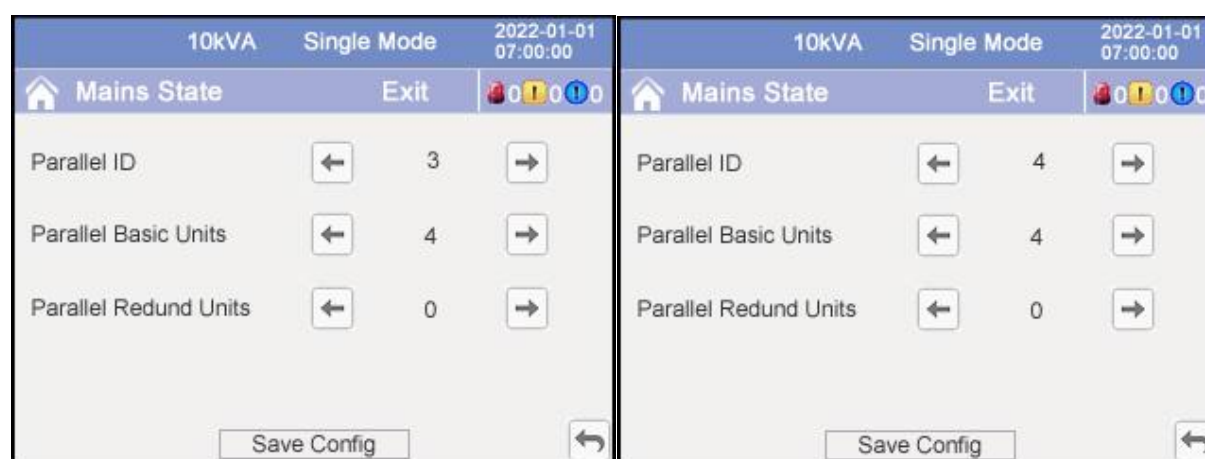 10kVA Single Mode 2022-01-01
07:00:00
Mains State Exit 0 0 0
Parallel ID 3
Parallel Basic Units 4
Parallel Redund Units 0
Save Config
10kVA Single Mode 2022-01-01
07:00:00
Mains State Exit 0 0 0
Parallel ID 4
Parallel Basic Units 4
Parallel Redund Units 0
Save Config